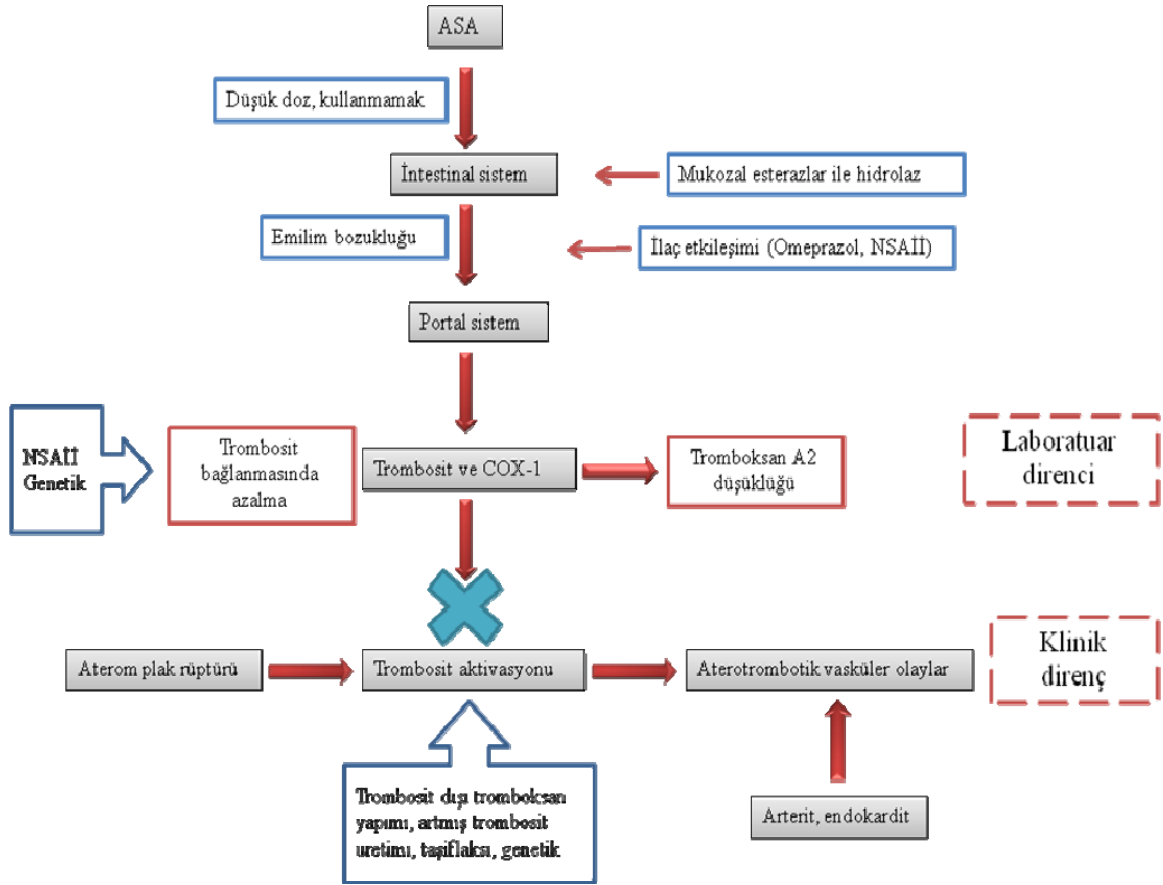 ASA
Düşük doz, kullanmamak
İntestinal sistem
Mukozal esterazlar ile hidrolaz
Emilim bozukluğu
İlaç etkileşimi (Omeprazol, NSAİİ)
Portal sistem
NSAİİ
Genetik
Trombosit
bağlanmasında
azalma
Trombosit ve COX-1
Tromboksan A2
düşüklüğü
Laboratuar
direnci
Aterom plak rüptürü
Trombosit aktivasyonu
Aterotrombotik vasküler olaylar
Klinik
direnç
Trombosit dışı tromboksan
yapımı, artmış trombosit
üretimi, taşiflaksi, genetik
Arterit, endokardit